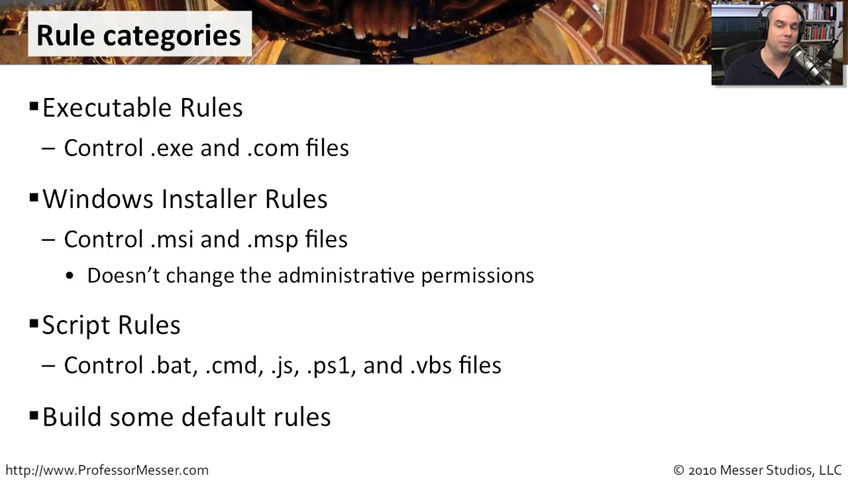 Rule categories
▪Executable Rules
– Control .exe and .com files
▪Windows Installer Rules
– Control .msi and .msp files
• Doesn’t change the administrative permissions
▪Script Rules
– Control .bat, .cmd, .js, .ps1, and .vbs files
▪Build some default rules
http://www.ProfessorMesser.com
© 2010 Messer Studios, LLC